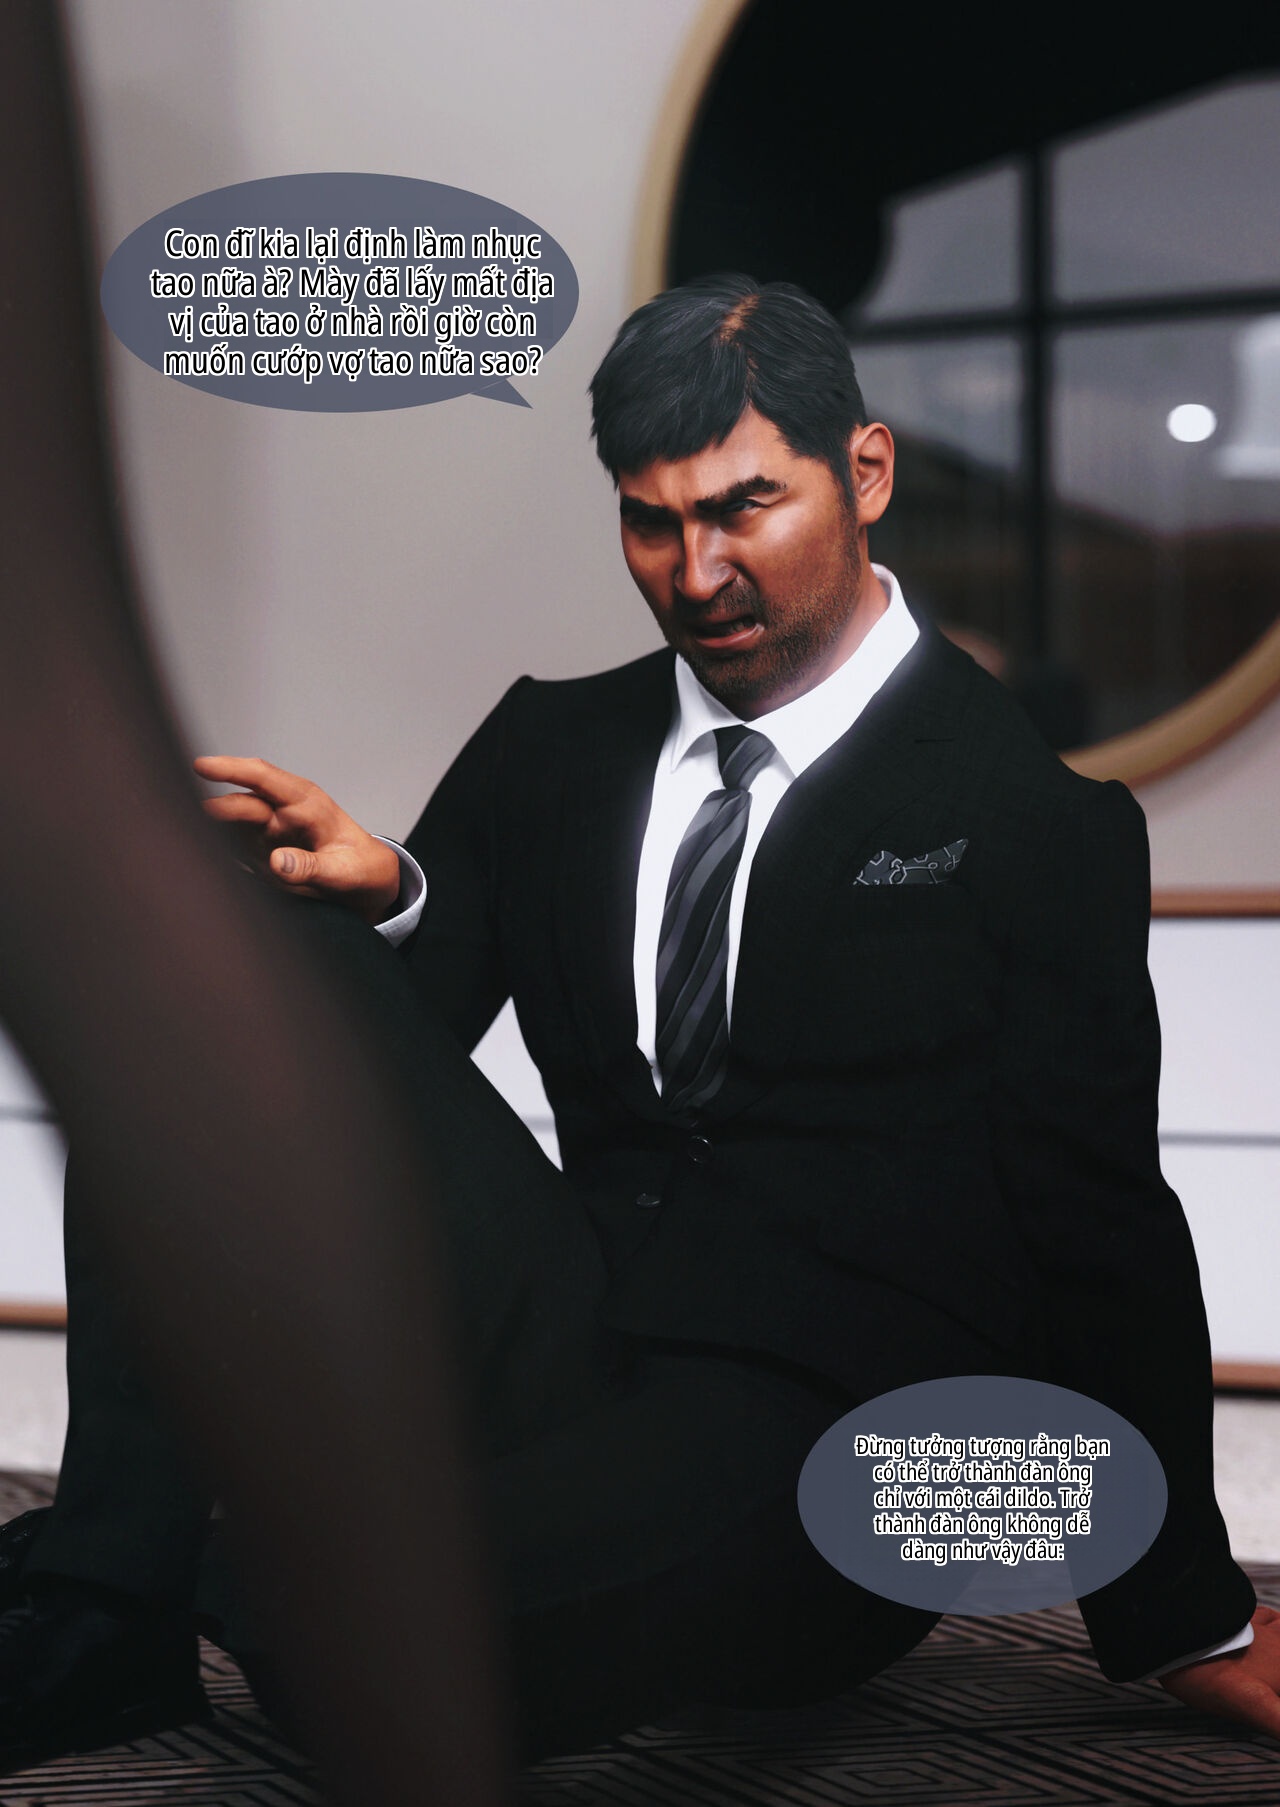 Con đĩ kia lại định làm nhục
tao nữa à? Mày đã lấy mất địa
vị của tao ở nhà rồi giờ còn
muốn cướp vợ tao nữa sao?
Đừng tưởng tượng rằng bạn
có thể trở thành đàn ông
chỉ với một cái dildo. Trở
thành đàn ông không dễ
dàng như vậy đâu: